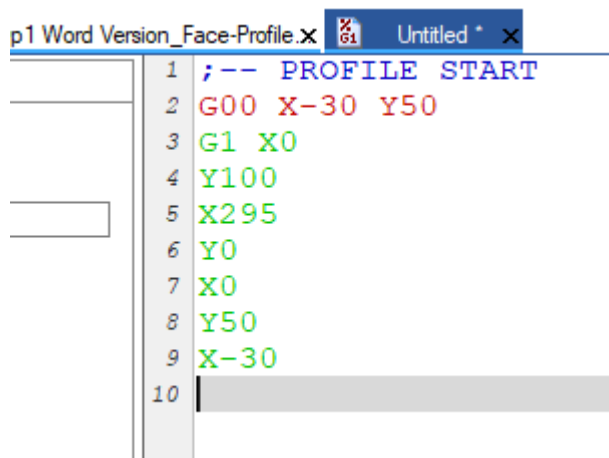 p1 Word Version_Face-Profile.x G1 Untitled * x
1 ;-- PROFILE START
2 G00 X-30 Y50
3 G1 X0
4 Y100
5 X295
6 Y0
7 X0
8 Y50
9 X-30
10